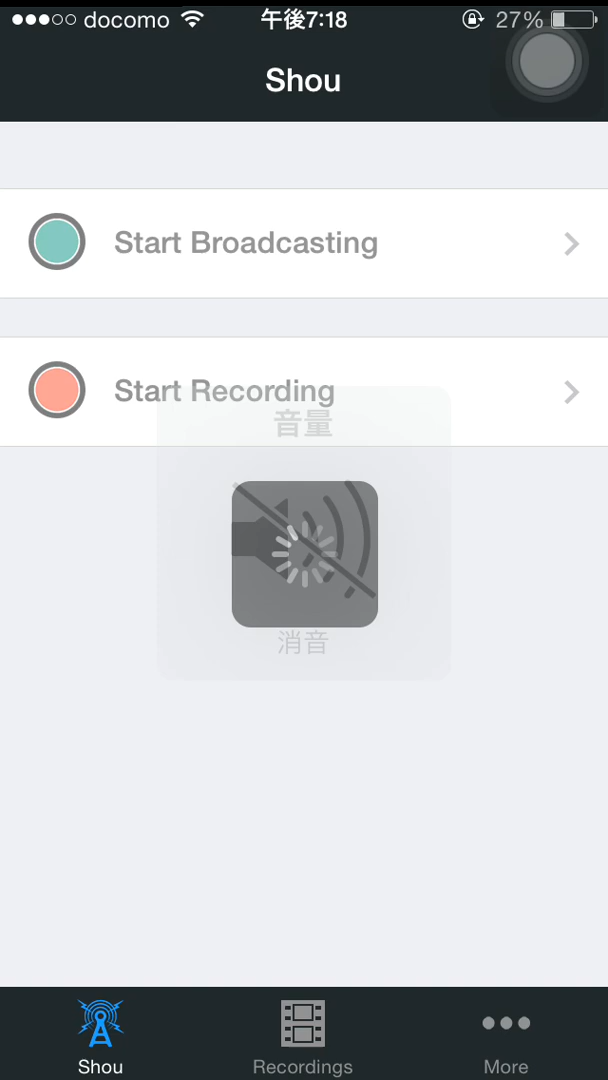 docomo 午後7:18 27%
Shou
Start Broadcasting
Start Recording
音量
消音
Shou Recordings More